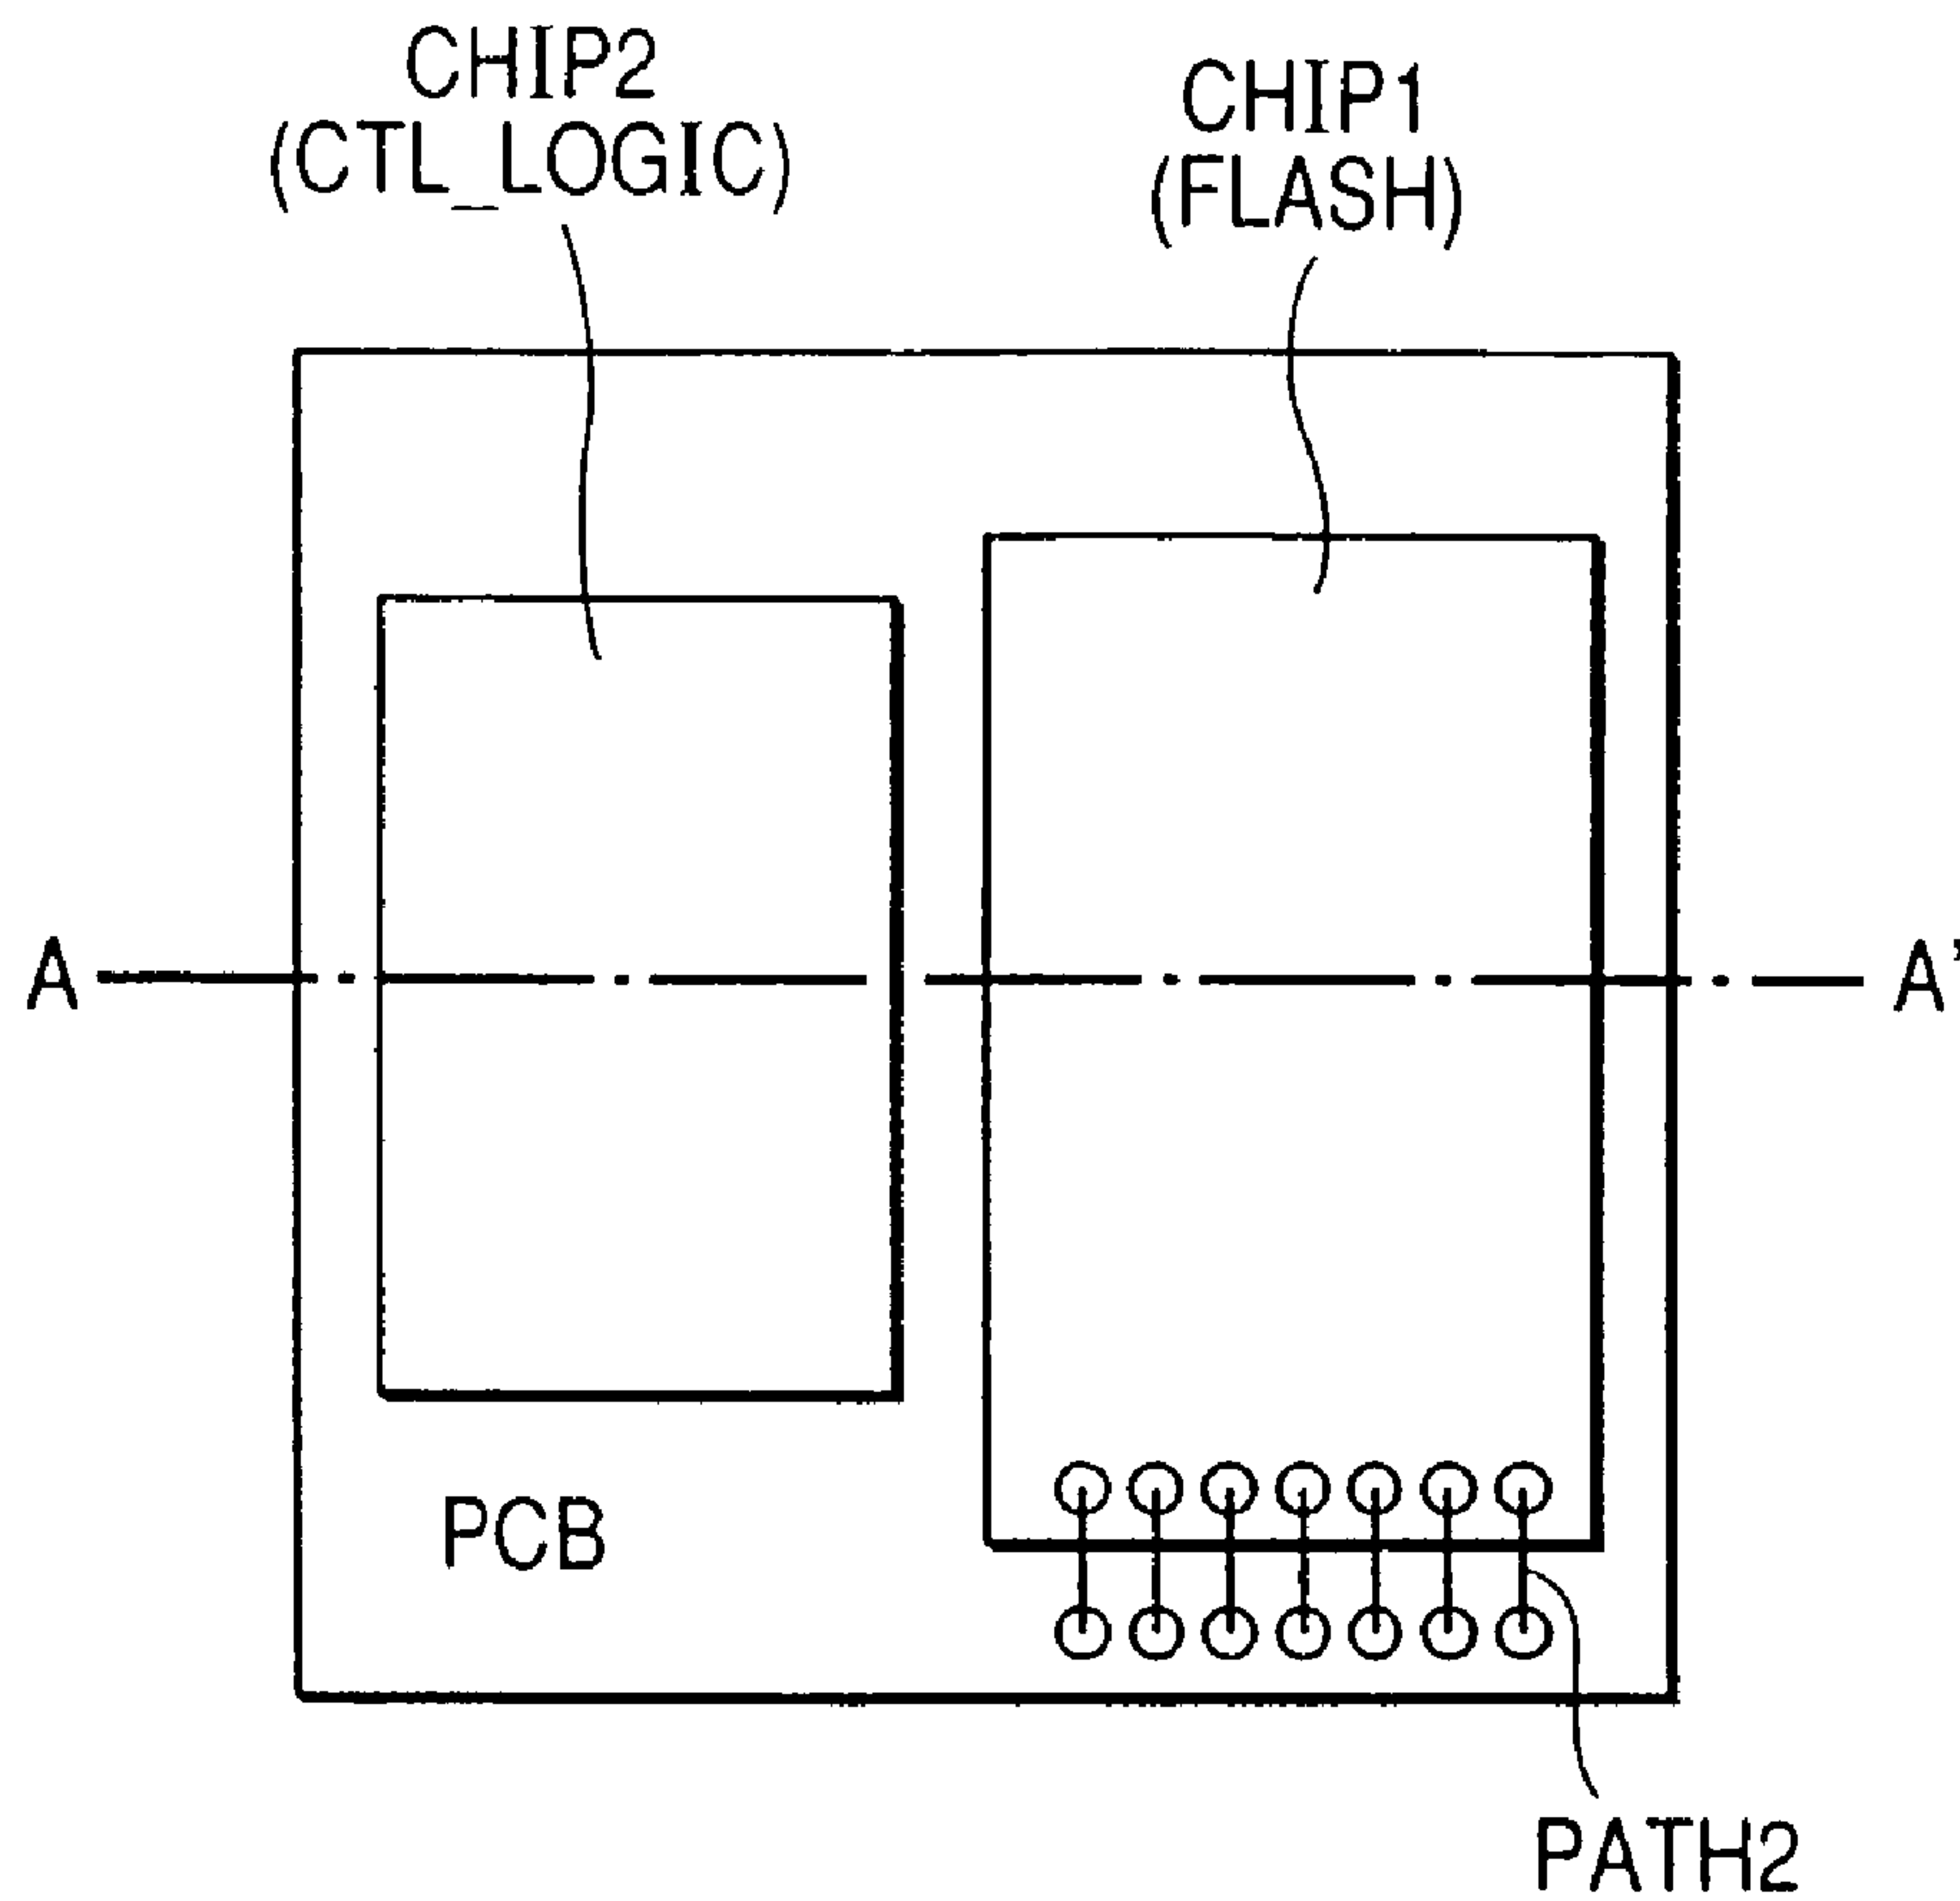 CHIP2
(CTL_LOGIC)
CHIP1
(FLASH)
A
A'
PCB
PATH2